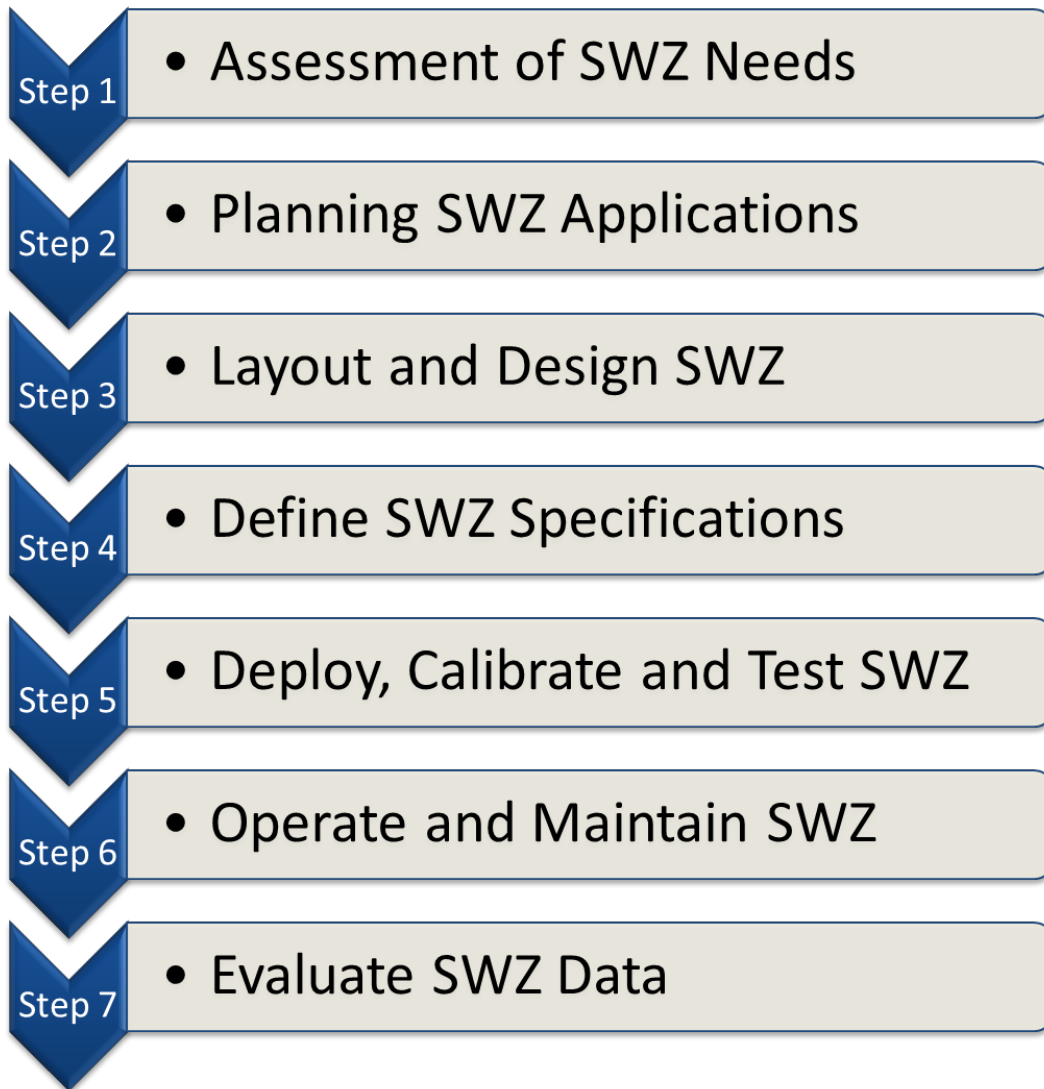 Step 1
• Assessment of SWZ Needs
Step 2
• Planning SWZ Applications
Step 3
• Layout and Design SWZ
Step 4
• Define SWZ Specifications
Step 5
• Deploy, Calibrate and Test SWZ
Step 6
• Operate and Maintain SWZ
Step 7
• Evaluate SWZ Data